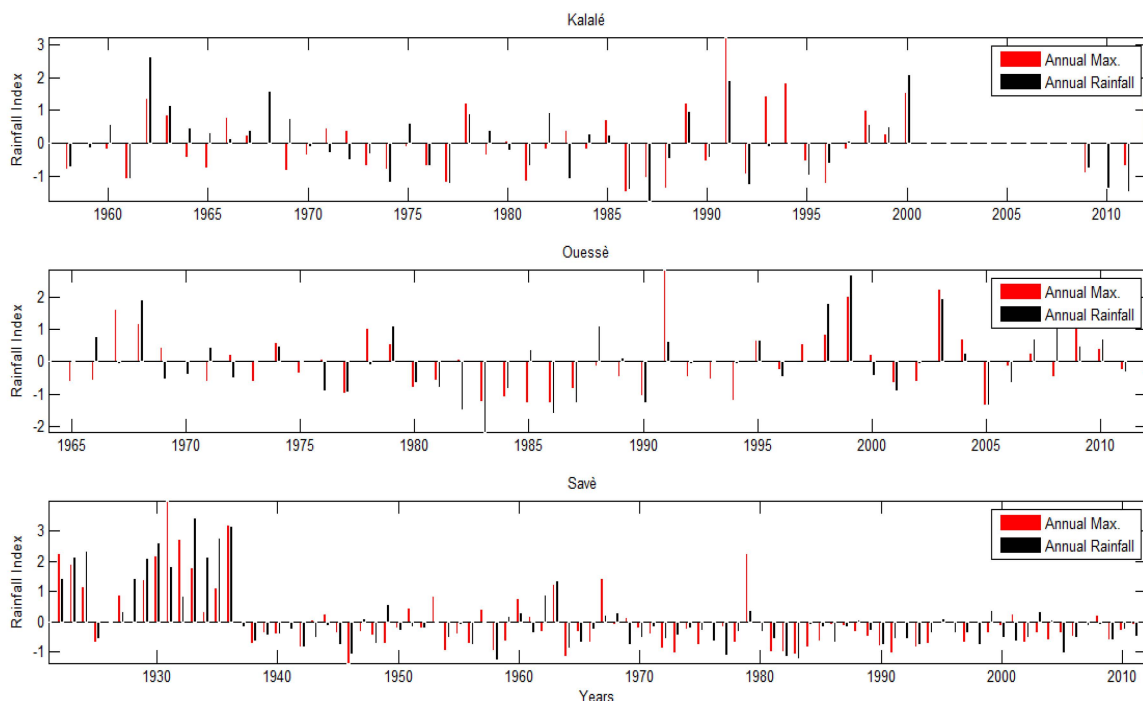 Kalalé
Rainfall Index
3
2
1
0
-1
Annual Max.
Annual Rainfall
1960 1965 1970 1975 1980 1985 1990 1995 2000 2005 2010
Ouessè
Rainfall Index
2
1
0
-1
-2
Annual Max.
Annual Rainfall
1965 1970 1975 1980 1985 1990 1995 2000 2005 2010
Savè
Rainfall Index
3
2
1
0
-1
Annual Max.
Annual Rainfall
1930 1940 1950 1960 1970 1980 1990 2000 2010
Years